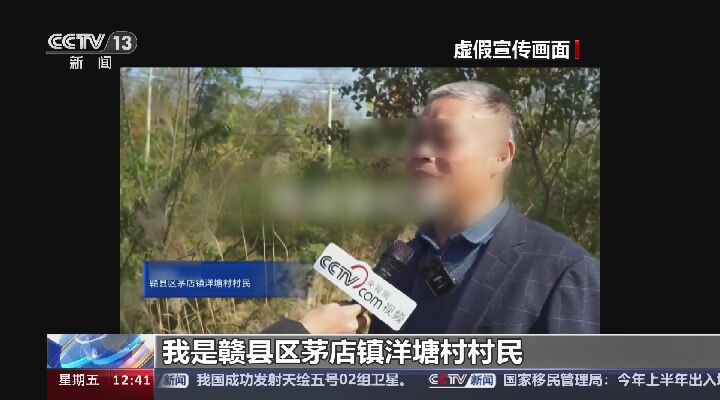 CCTV 13
新闻
虚假宣传画面
CCTV
com
央视网
视频
赣县区茅店镇洋塘村村民
我是赣县区茅店镇洋塘村村民
星期五 12:41 新闻 我国成功发射天绘五号02组卫星。 CCTV 新闻 国家移民管理局：今年上半年出入